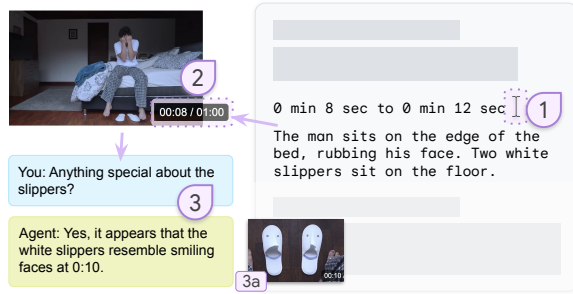 2
00:08 / 01:00
0 min 8 sec to 0 min 12 sec
1
The man sits on the edge of the
bed, rubbing his face. Two white
slippers sit on the floor.
You: Anything special about the
slippers?
3
Agent: Yes, it appears that the
white slippers resemble smiling
faces at 0:10.
3a
00:10